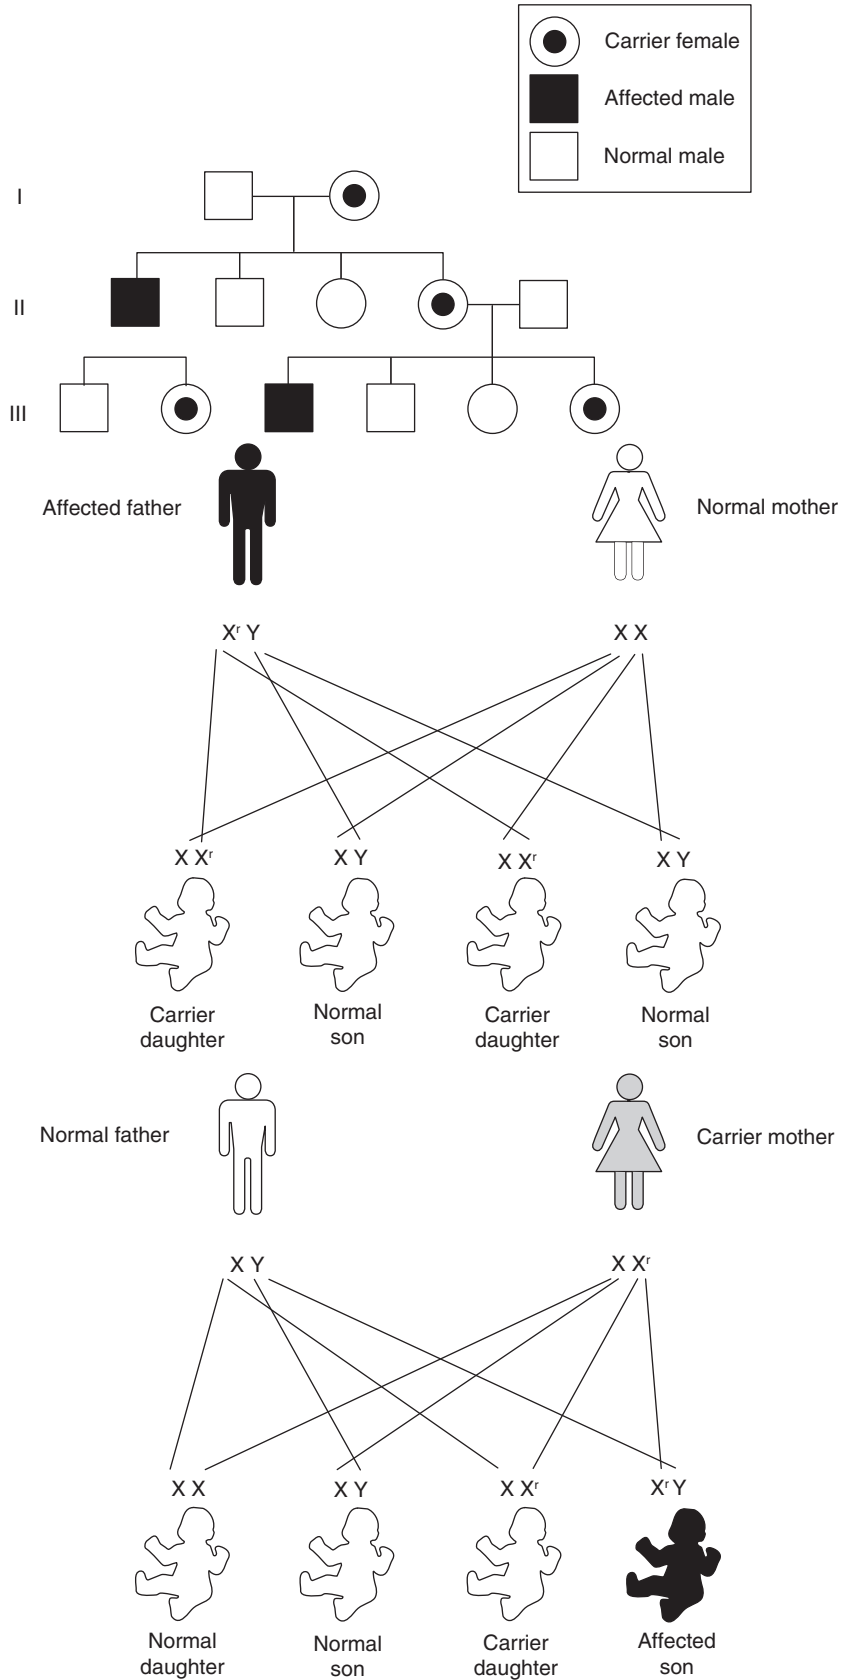 Carrier female
Affected male
Normal male
I
II
III
Affected father
Normal mother
Xʳ Y
X X
X Xʳ
X Y
X Xʳ
X Y
Carrier
daughter
Normal
son
Carrier
daughter
Normal
son
Normal father
Carrier mother
X Y
X Xʳ
X X
X Y
X Xʳ
Xʳ Y
Normal
daughter
Normal
son
Carrier
daughter
Affected
son